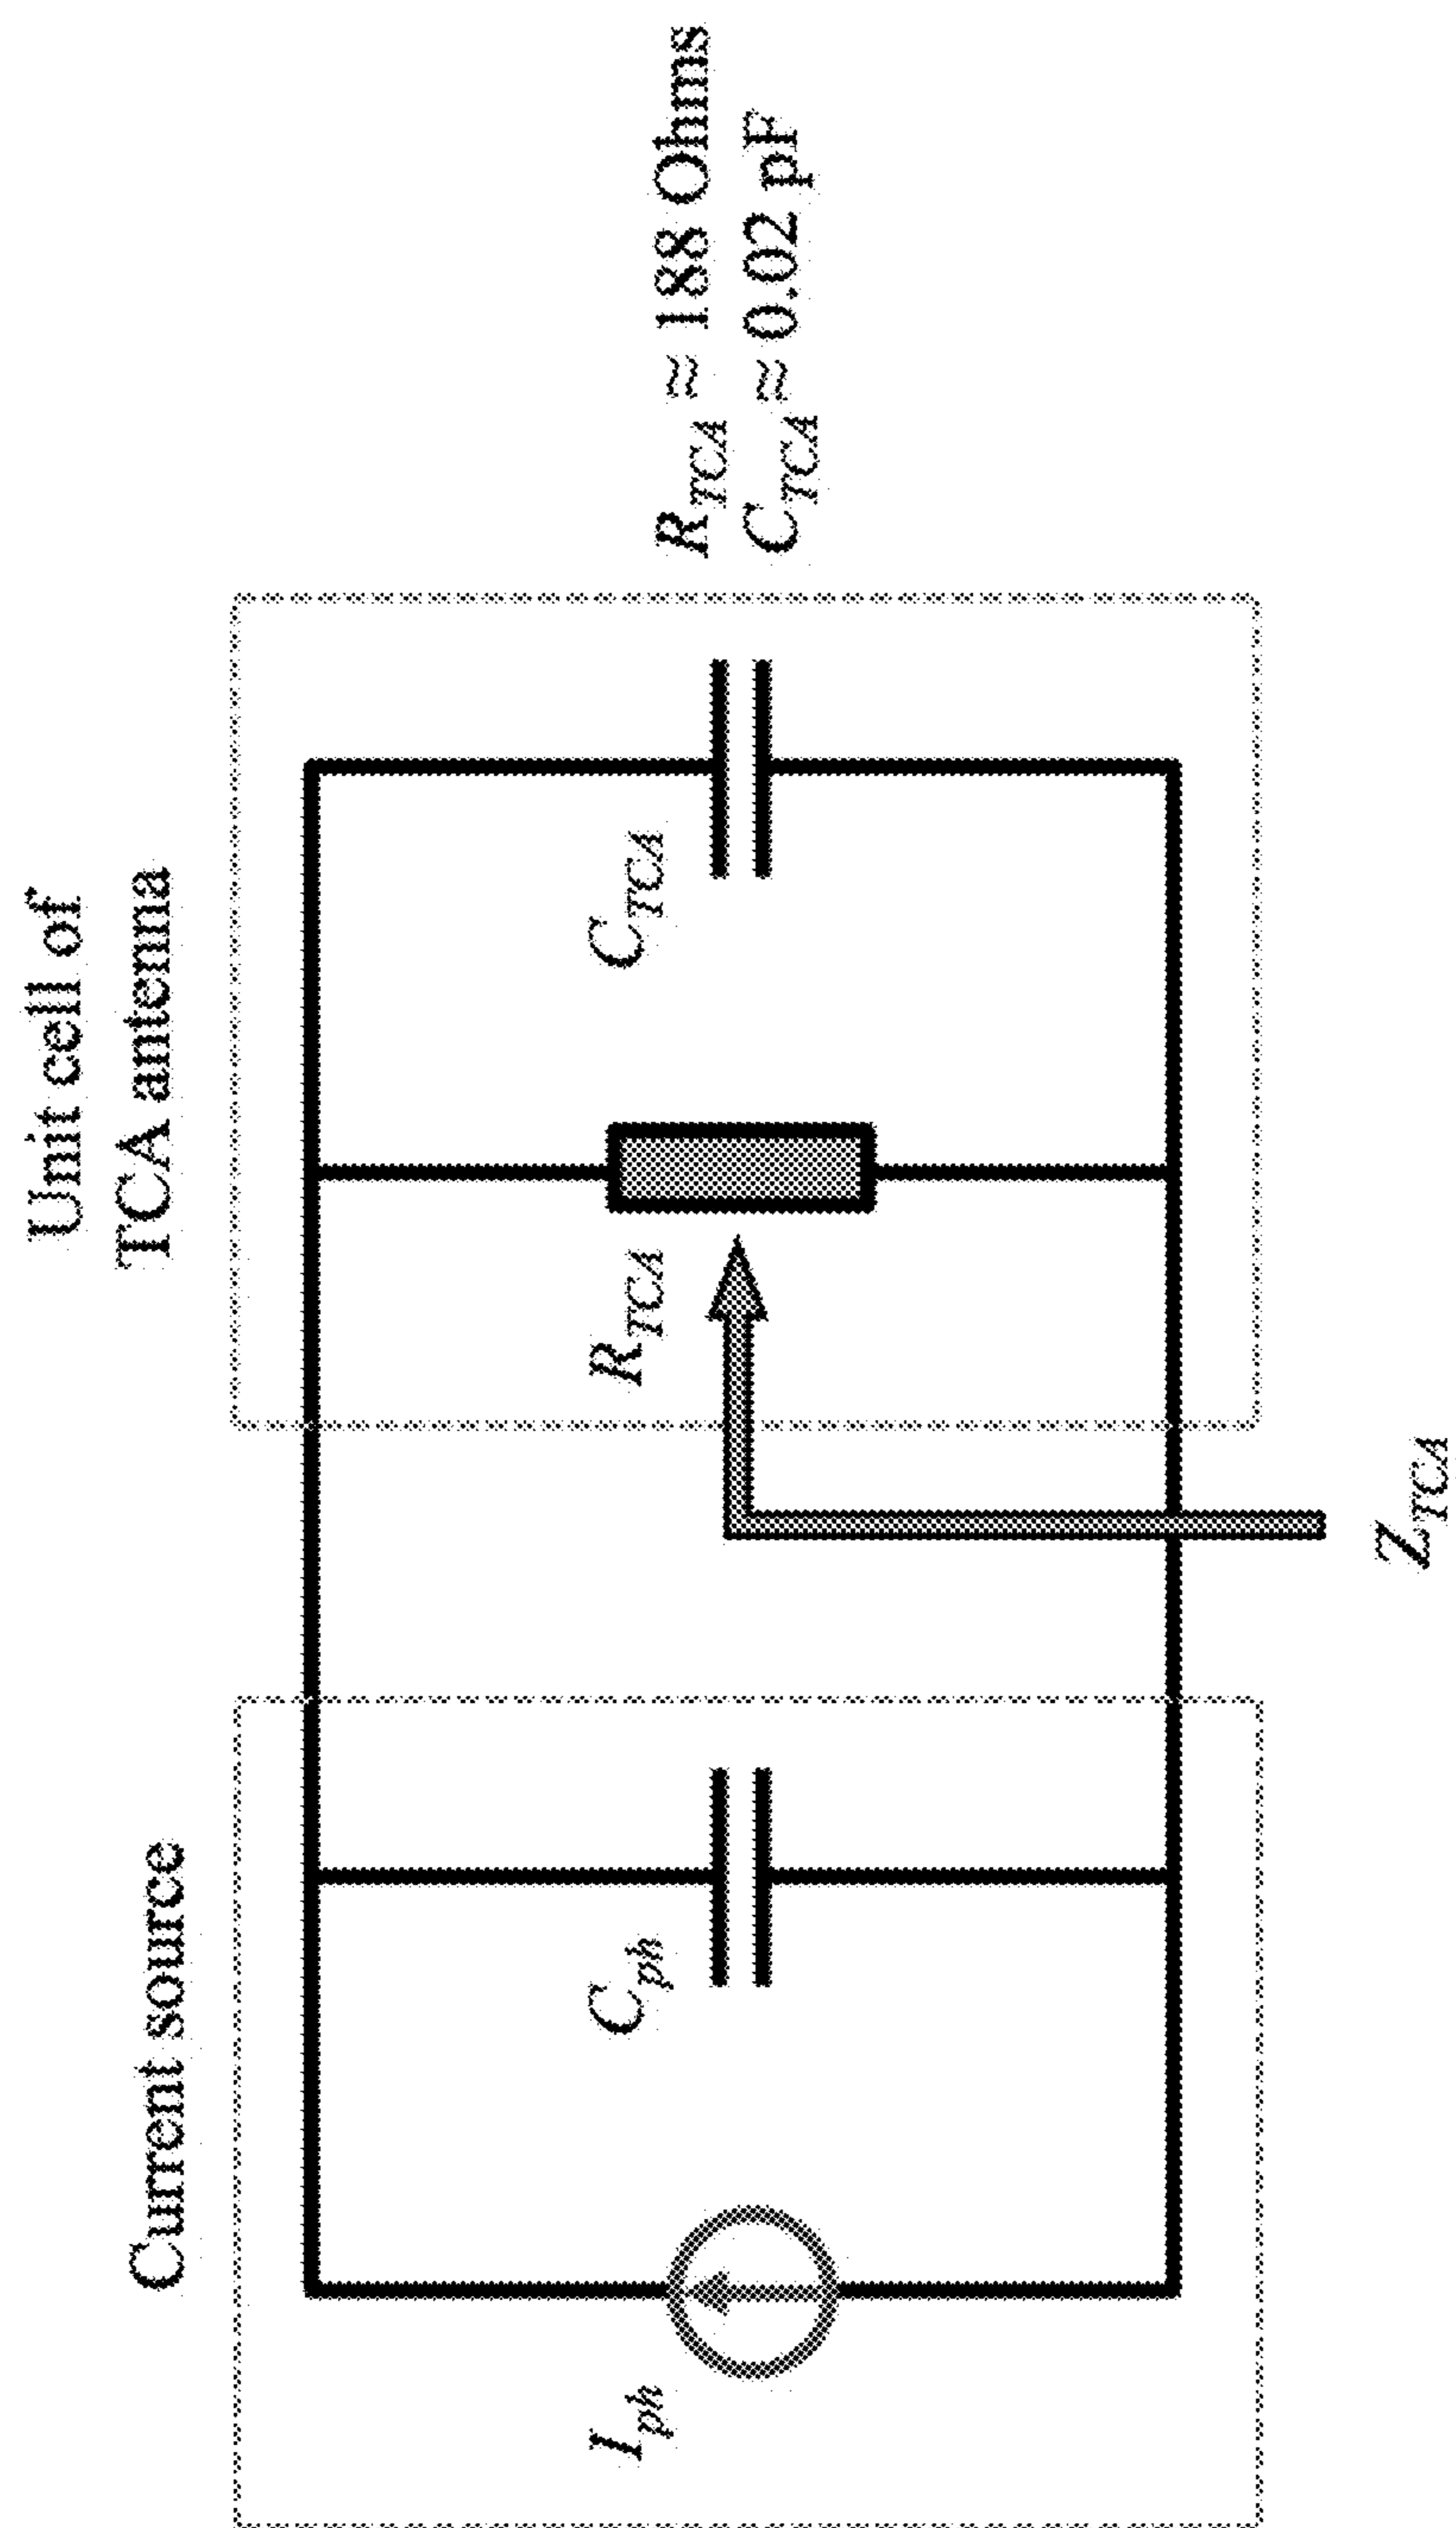 Current source
Unit cell of
TCA antenna
I_ph
C_ph
R_TCA
C_TCA
R_TCA ≈ 188 Ohms
C_TCA ≈ 0.02 pF
Z_TCA